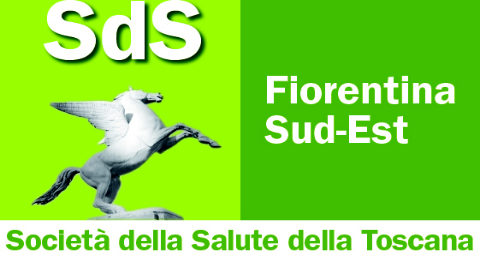 SdS
Fiorentina
Sud-Est
Società della Salute della Toscana